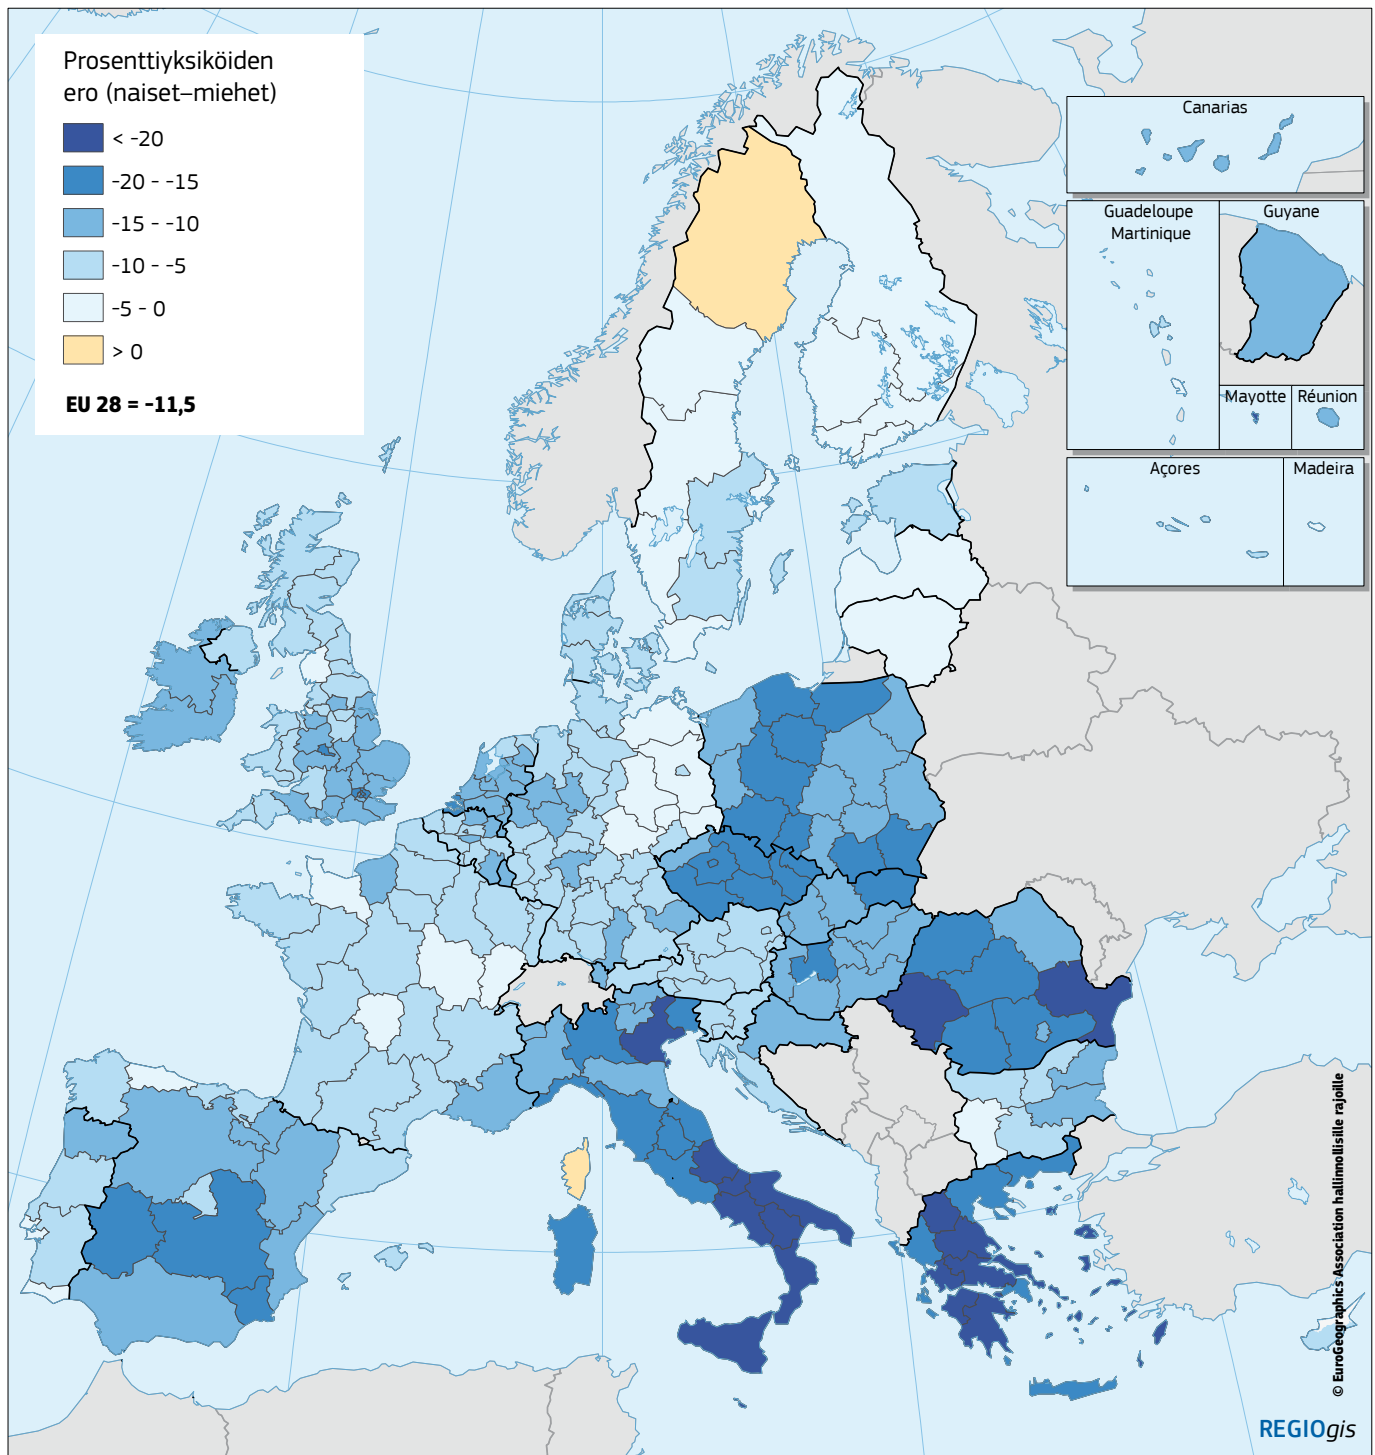 Prosenttiyksiköiden
ero (naiset–miehet)
< -20
-20 - -15
-15 - -10
-10 - -5
-5 - 0
> 0
EU 28 = -11,5
Canarias
Guadeloupe
Martinique
Guyane
Mayotte
Réunion
Açores
Madeira
© EuroGeographics Association hallinnollisille rajoille
REGIOgis